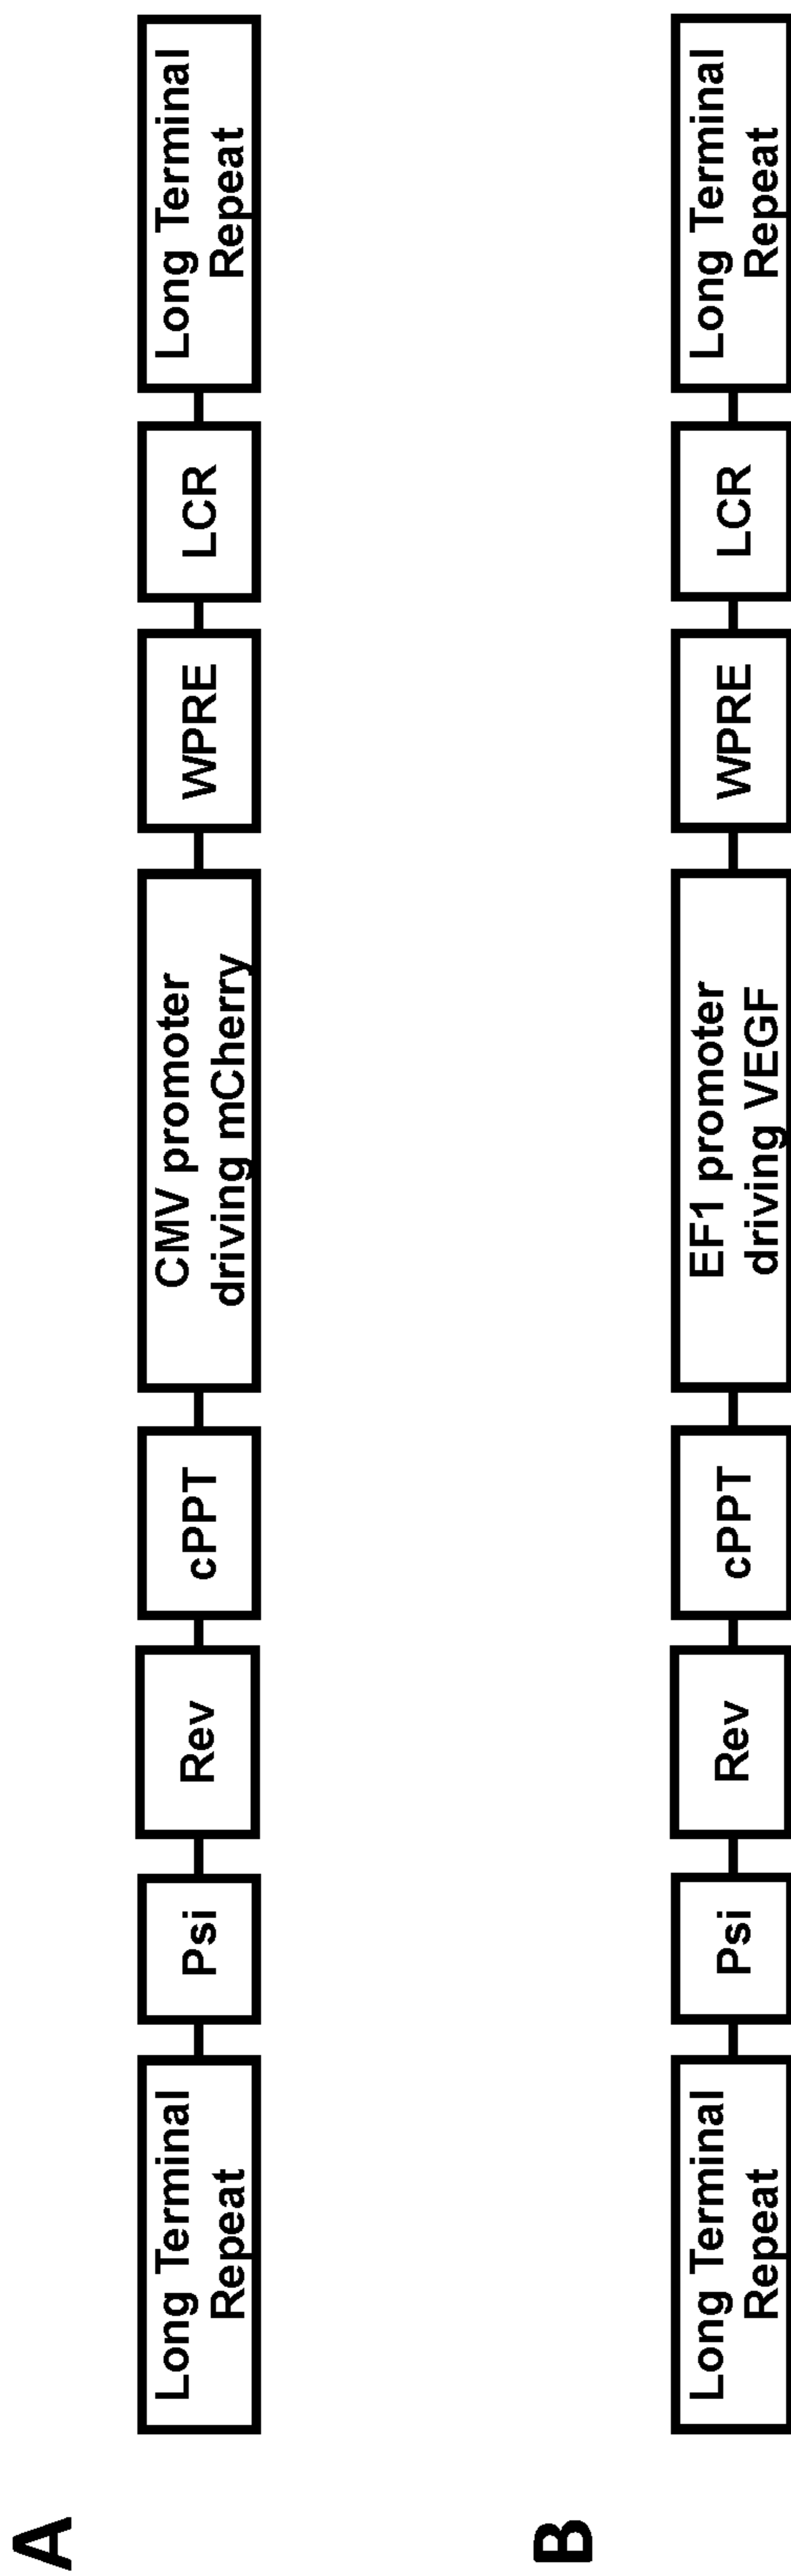 A
Long Terminal
Repeat
Psi
Rev
cPPT
CMV promoter
driving mCherry
WPRE
LCR
Long Terminal
Repeat
B
Long Terminal
Repeat
Psi
Rev
cPPT
EF1 promoter
driving VEGF
WPRE
LCR
Long Terminal
Repeat